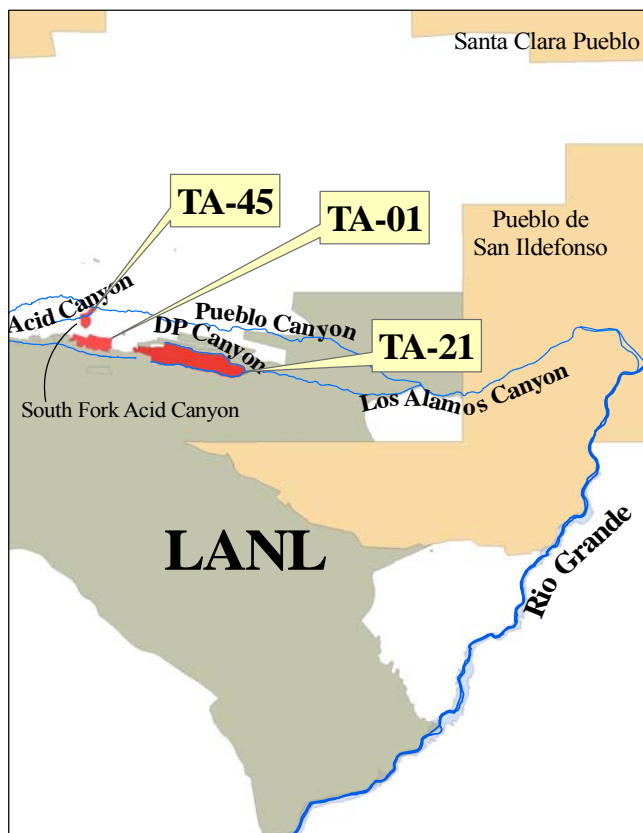 Santa Clara Pueblo
TA-45
TA-01
Pueblo de
San Ildefonso
Acid Canyon
Pueblo Canyon
DP Canyon
TA-21
South Fork Acid Canyon
Los Alamos Canyon
LANL
Rio Grande